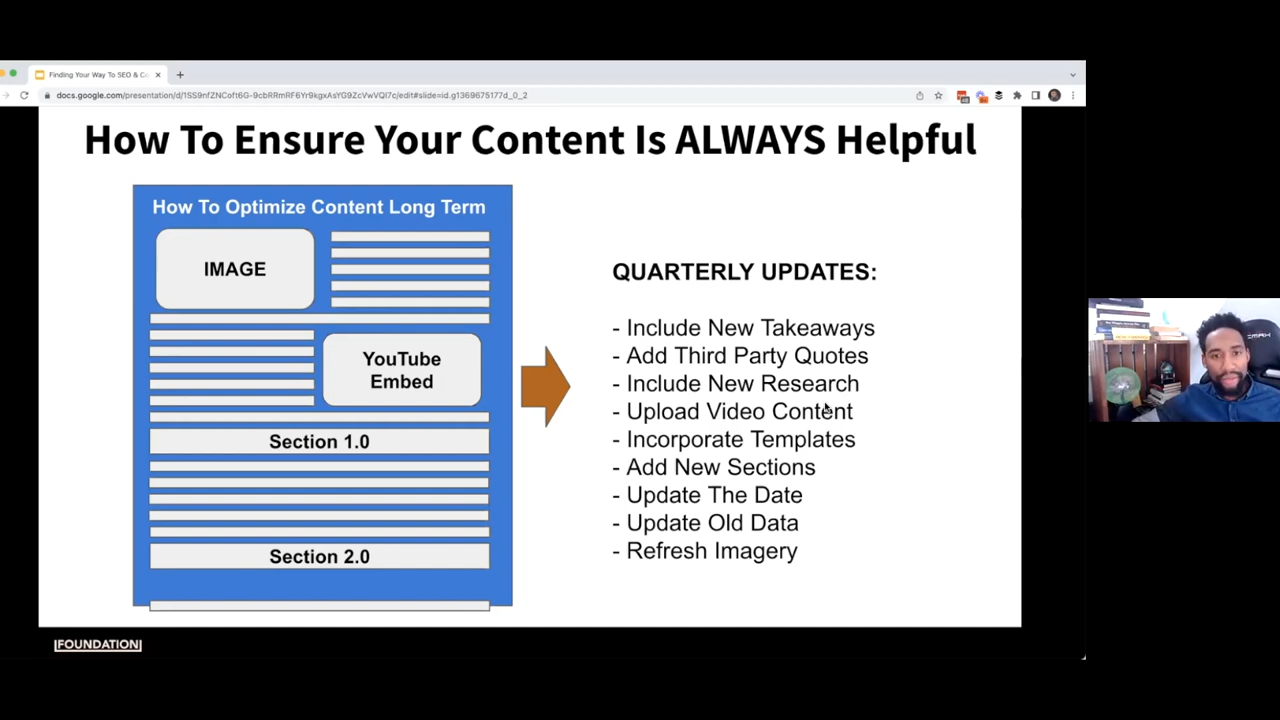 Finding Your Way To SEO & Co
docs.google.com/presentation/d/1SS9nfZNCoft6G-9cbRRmRF6Yr9kgxAsYG9ZcVwVQI7c/edit#slide=id.g1369675177d_0_2
How To Ensure Your Content Is ALWAYS Helpful
How To Optimize Content Long Term
IMAGE
YouTube
Embed
Section 1.0
Section 2.0
QUARTERLY UPDATES:
- Include New Takeaways
- Add Third Party Quotes
- Include New Research
- Upload Video Content
- Incorporate Templates
- Add New Sections
- Update The Date
- Update Old Data
- Refresh Imagery
|FOUNDATION|